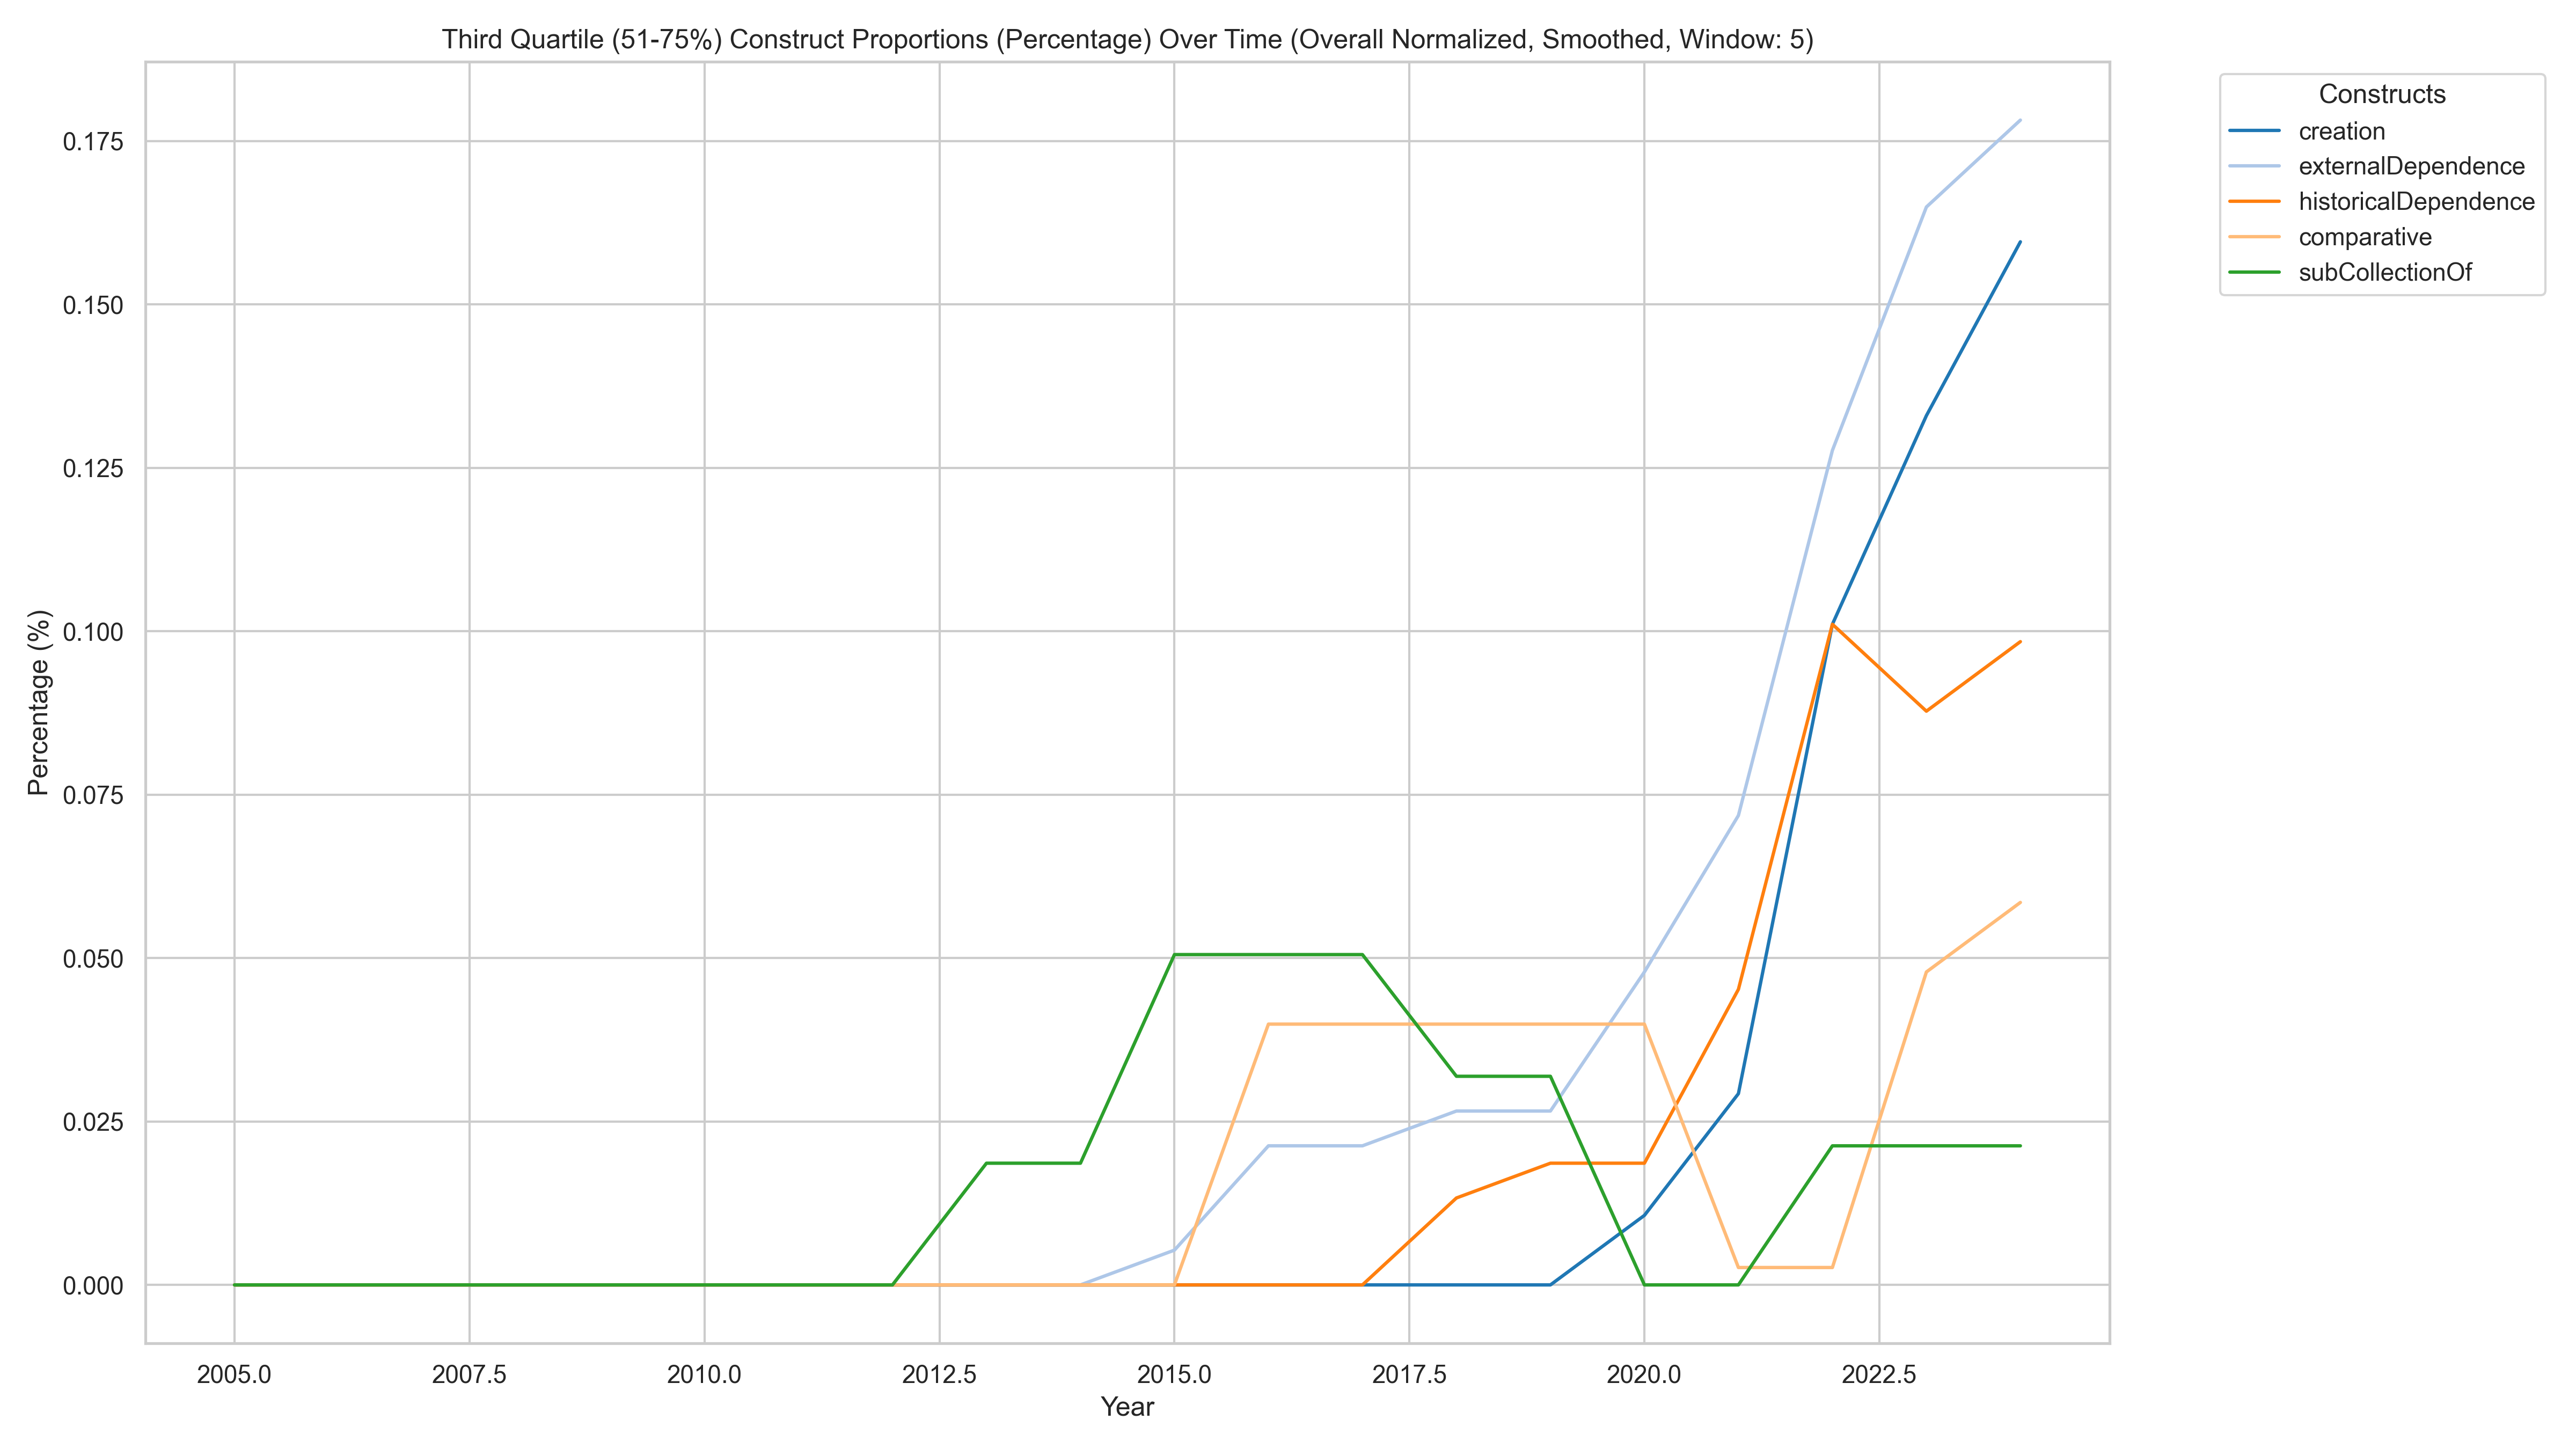 Third Quartile (51-75%) Construct Proportions (Percentage) Over Time (Overall Normalized, Smoothed, Window: 5)
Constructs
creation
externalDependence
historicalDependence
comparative
subCollectionOf
Percentage (%)
0.175
0.150
0.125
0.100
0.075
0.050
0.025
0.000
2005.0 2007.5 2010.0 2012.5 2015.0 2017.5 2020.0 2022.5
Year